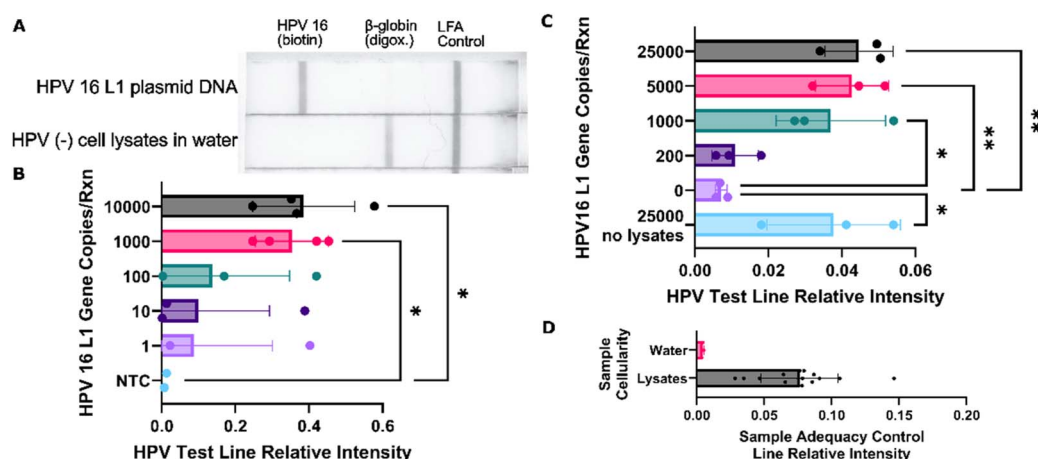 A
HPV 16 β-globin LFA
(biotin) (digox.) Control
HPV 16 L1 plasmid DNA
HPV (-) cell lysates in water
B
HPV 16 L1 Gene Copies/Rxn
10000
1000
100
10
1
NTC
*
*
0.0 0.2 0.4 0.6 0.8
HPV Test Line Relative Intensity
C
HPV16 L1 Gene Copies/Rxn
25000
5000
1000
200
0
25000
no lysates
*
**
**
*
0.00 0.02 0.04 0.06
HPV Test Line Relative Intensity
D
Sample
Cellularity
Water
Lysates
0.00 0.05 0.10 0.15 0.20
Sample Adequacy Control
Line Relative Intensity